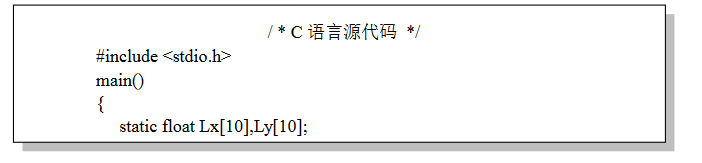 / * C 语言源代码 */
#include <stdio.h>
main()
{
static float Lx[10],Ly[10];